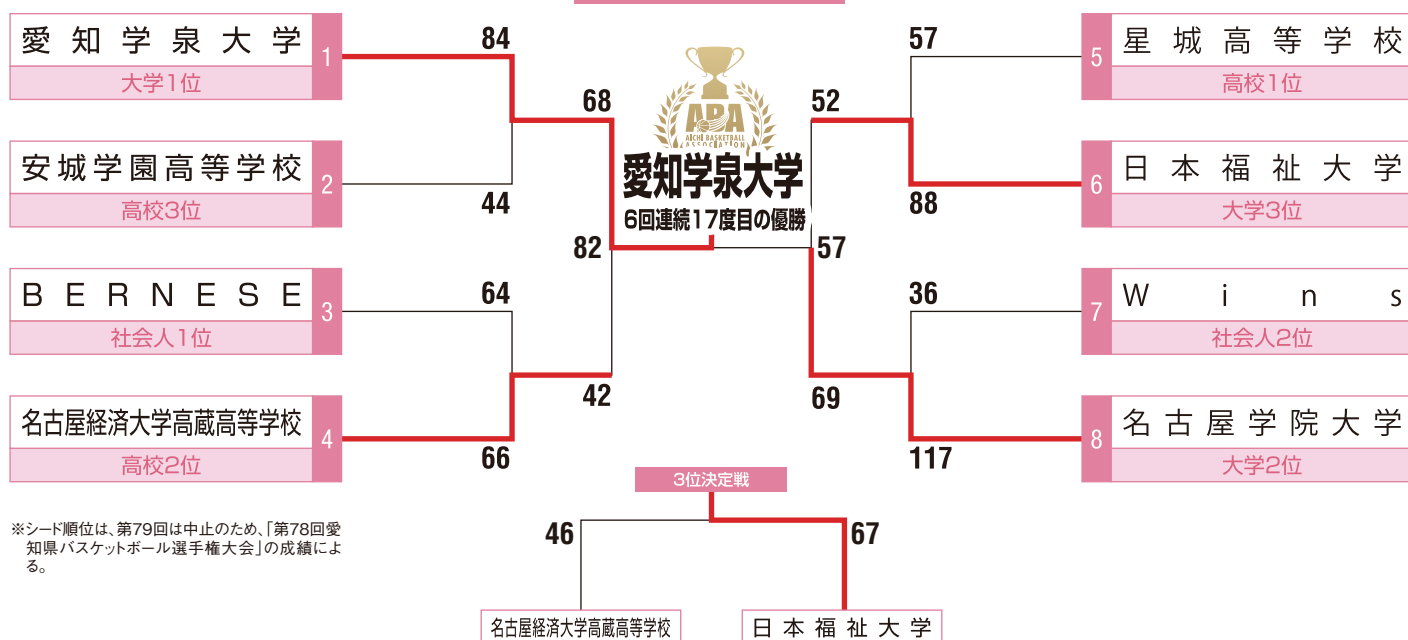 愛知学泉大学
大学1位
1
84
安城学園高等学校
高校3位
2
44
68
BERNESE
社会人1位
3
64
名古屋経済大学高蔵高等学校
高校2位
4
66
42
82
ABA
AICHI BASKETBALL
ASSOCIATION
愛知学泉大学
6回連続17度目の優勝
57
52
57
5
星城高等学校
高校1位
88
6
日本福祉大学
大学3位
36
7
Wins
社会人2位
69
117
8
名古屋学院大学
大学2位
3位決定戦
46
67
名古屋経済大学高蔵高等学校
日本福祉大学
※シード順位は、第79回は中止のため、「第78回愛
知県バスケットボール選手権大会」の成績によ
る。